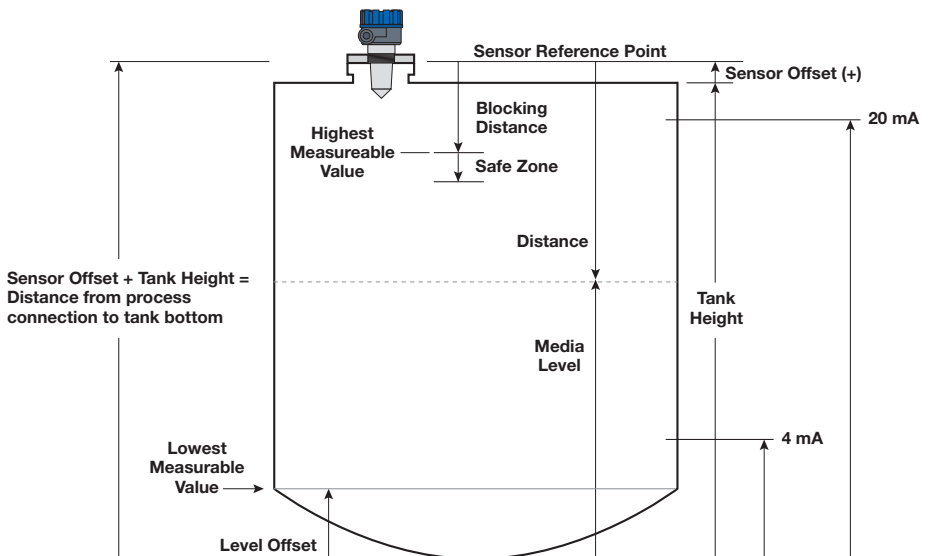 Sensor Reference Point
Sensor Offset (+)
Blocking
Distance
20 mA
Highest
Measureable
Value
Safe Zone
Distance
Sensor Offset + Tank Height =
Distance from process
connection to tank bottom
Tank
Height
Media
Level
4 mA
Lowest
Measurable
Value
Level Offset